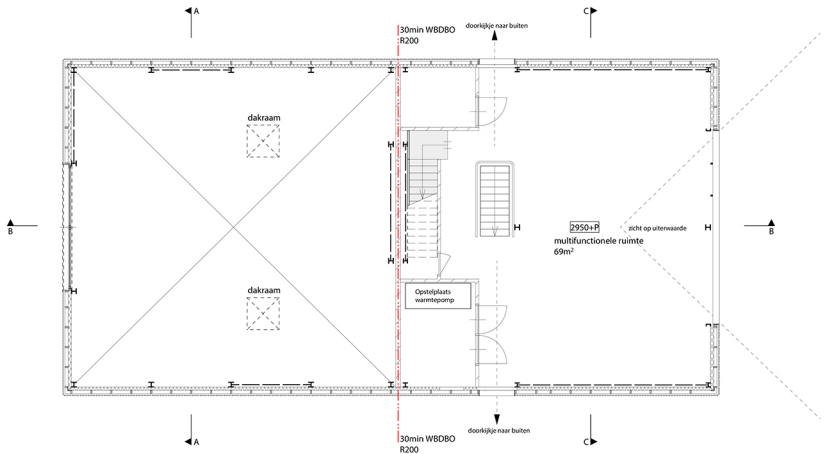 A
C
30min WBDBO
R200
doorkijkje naar buiten
dakraam
B
2950+P
zicht op uiterwaarde
B
multifunctionele ruimte
69m²
dakraam
Opstelplaats
warmtepomp
doorkijkje naar buiten
A
30min WBDBO
R200
C